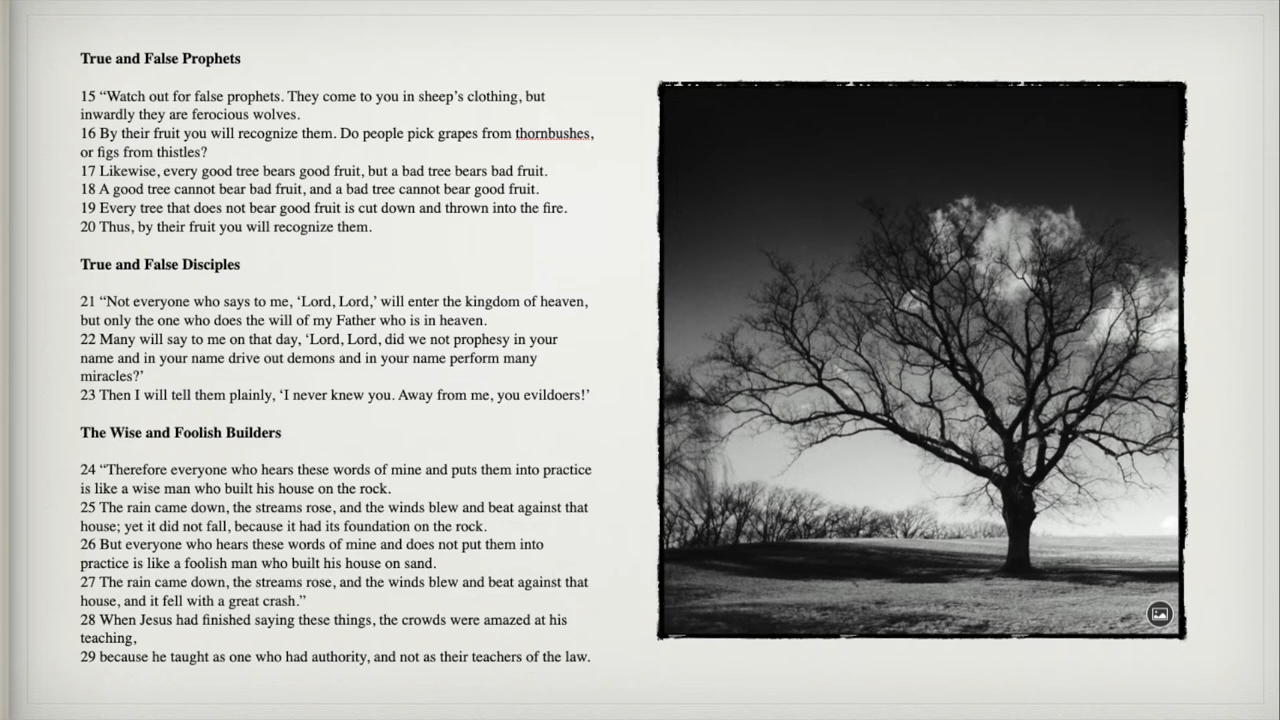 True and False Prophets
15 “Watch out for false prophets. They come to you in sheep’s clothing, but
inwardly they are ferocious wolves.
16 By their fruit you will recognize them. Do people pick grapes from thornbushes,
or figs from thistles?
17 Likewise, every good tree bears good fruit, but a bad tree bears bad fruit.
18 A good tree cannot bear bad fruit, and a bad tree cannot bear good fruit.
19 Every tree that does not bear good fruit is cut down and thrown into the fire.
20 Thus, by their fruit you will recognize them.
True and False Disciples
21 “Not everyone who says to me, ‘Lord, Lord,’ will enter the kingdom of heaven,
but only the one who does the will of my Father who is in heaven.
22 Many will say to me on that day, ‘Lord, Lord, did we not prophesy in your
name and in your name drive out demons and in your name perform many
miracles?’
23 Then I will tell them plainly, ‘I never knew you. Away from me, you evildoers!’
The Wise and Foolish Builders
24 “Therefore everyone who hears these words of mine and puts them into practice
is like a wise man who built his house on the rock.
25 The rain came down, the streams rose, and the winds blew and beat against that
house; yet it did not fall, because it had its foundation on the rock.
26 But everyone who hears these words of mine and does not put them into
practice is like a foolish man who built his house on sand.
27 The rain came down, the streams rose, and the winds blew and beat against that
house, and it fell with a great crash.”
28 When Jesus had finished saying these things, the crowds were amazed at his
teaching,
29 because he taught as one who had authority, and not as their teachers of the law.